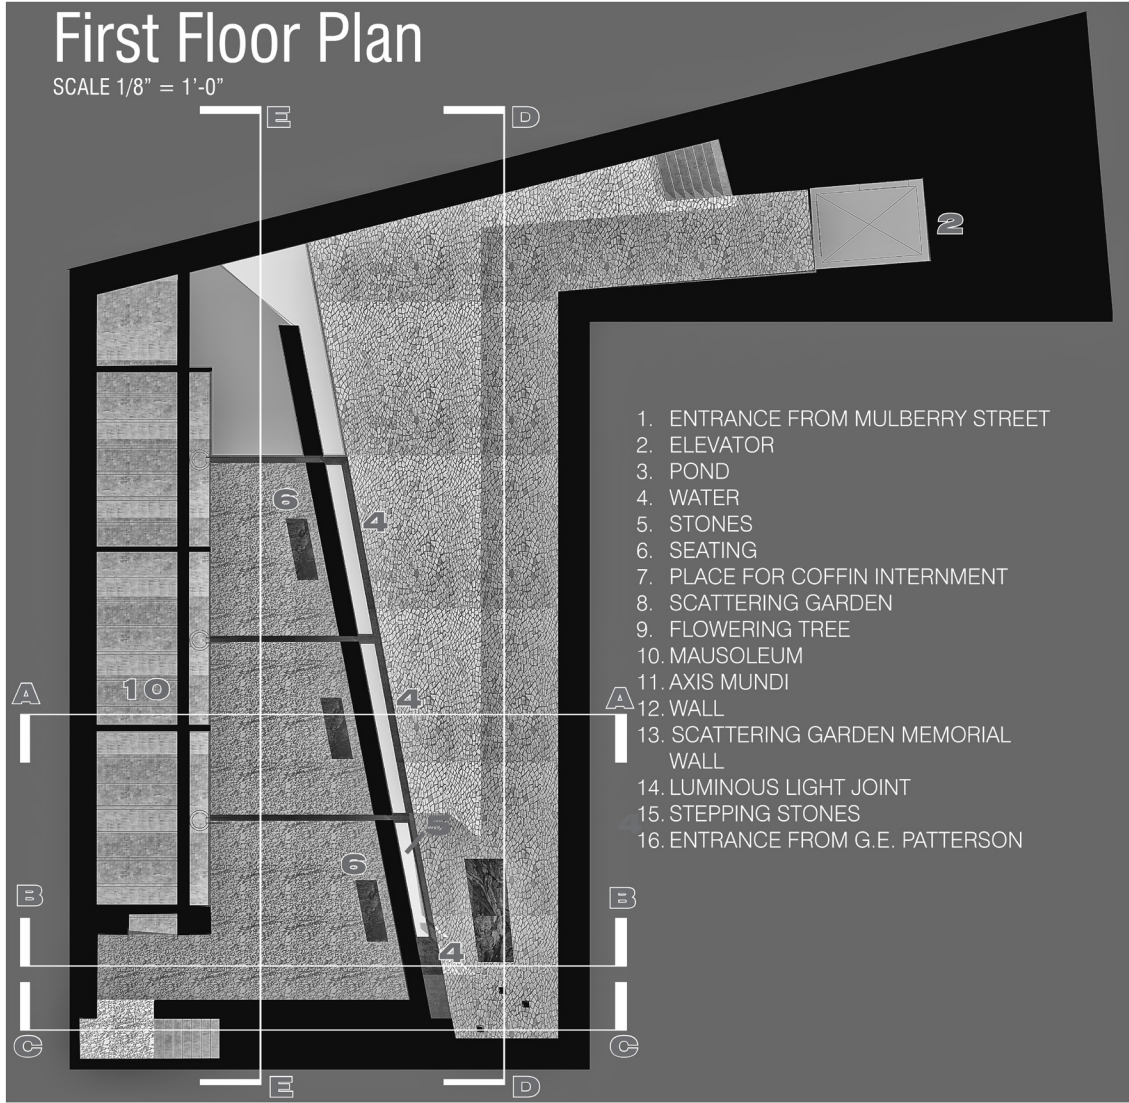 First Floor Plan
SCALE 1/8” = 1’-0”
E
D
2
1. ENTRANCE FROM MULBERRY STREET
2. ELEVATOR
3. POND
4. WATER
5. STONES
6. SEATING
7. PLACE FOR COFFIN INTERNMENT
8. SCATTERING GARDEN
9. FLOWERING TREE
10. MAUSOLEUM
11. AXIS MUNDI
12. WALL
13. SCATTERING GARDEN MEMORIAL
WALL
14. LUMINOUS LIGHT JOINT
15. STEPPING STONES
16. ENTRANCE FROM G.E. PATTERSON
6
4
10
4
A
A
5
4
6
B
B
4
C
C
E
D